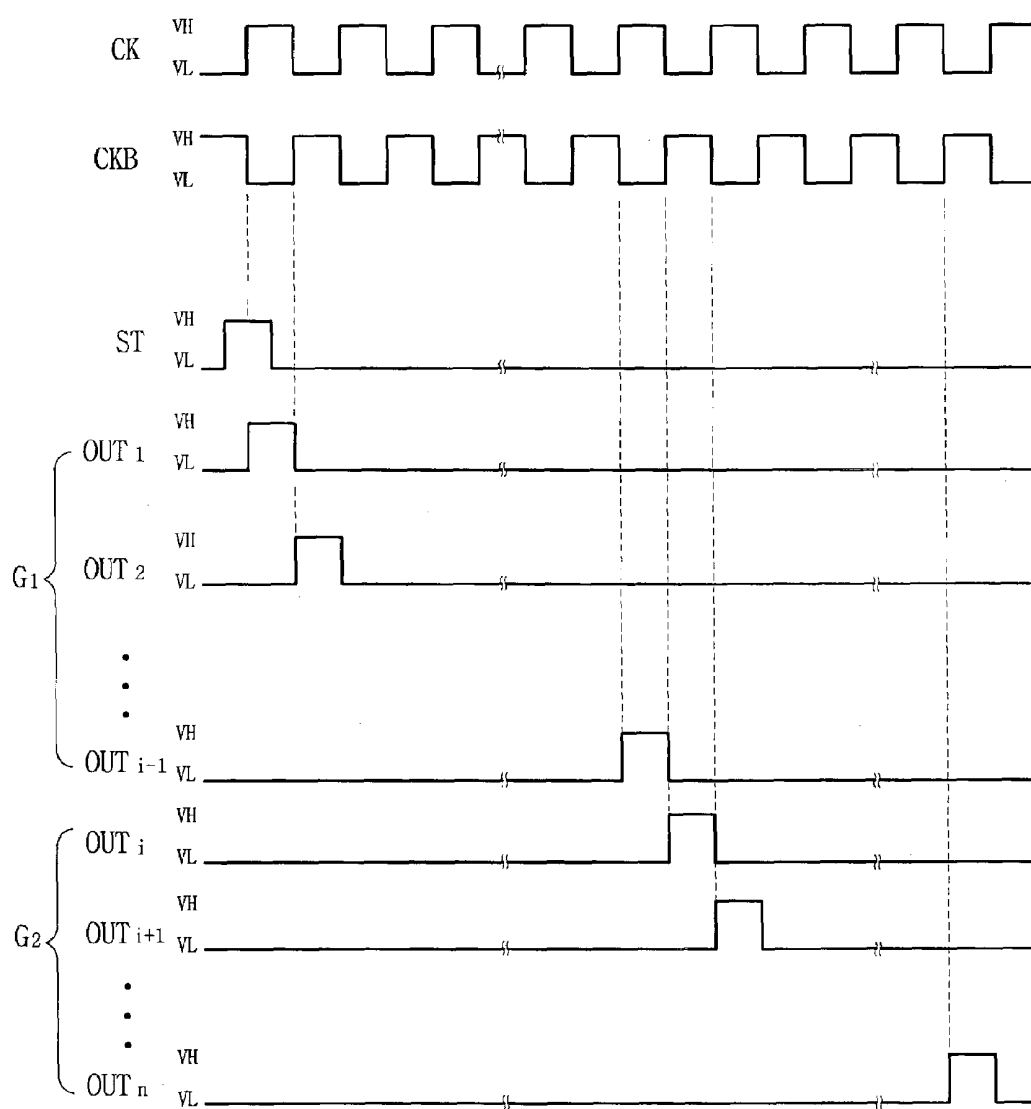 CK VH
VL
CKB VH
VL
ST VH
VL
G1
OUT 1 VH
VL
OUT 2 VH
VL
OUT i-1 VH
VL
G2
OUT i VH
VL
OUT i+1 VH
VL
OUT n VH
VL